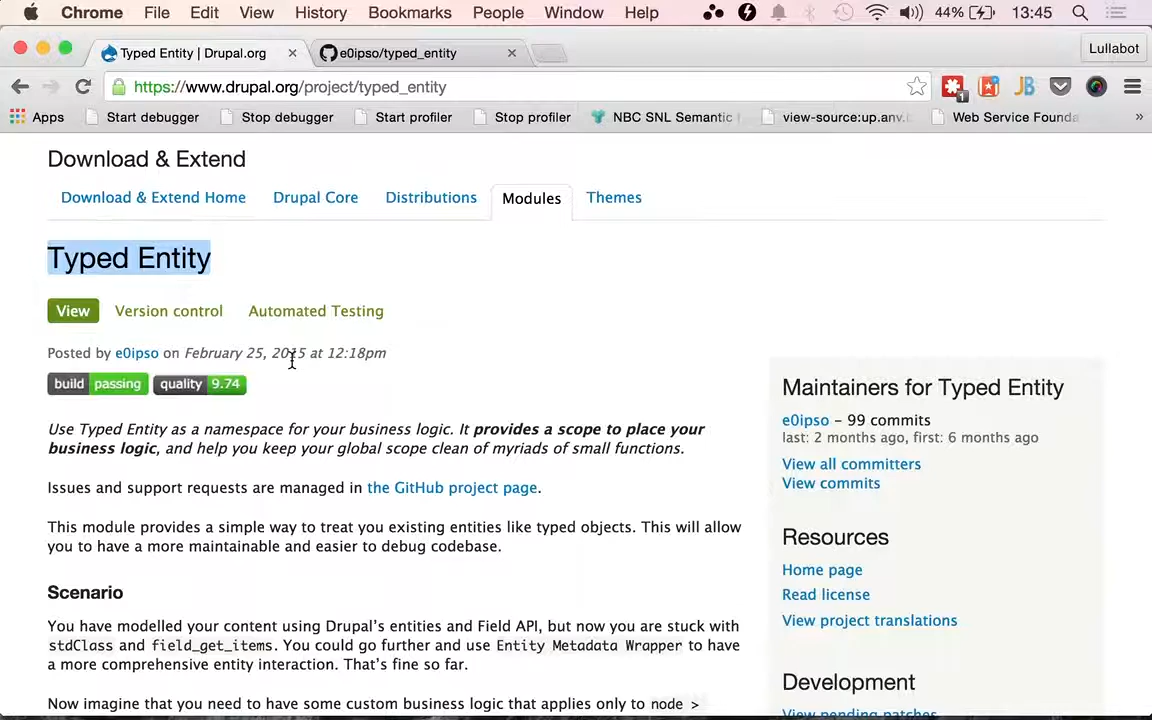 Chrome File Edit View History Bookmarks People Window Help 44% 13:45
Typed Entity | Drupal.org × e0ipso/typed_entity × Lullabot
https://www.drupal.org/project/typed_entity
Apps Start debugger Stop debugger Start profiler Stop profiler NBC SNL Semantic view-source:up.anv. Web Service Founda »
Download & Extend
Download & Extend Home Drupal Core Distributions Modules Themes
Typed Entity
View Version control Automated Testing
Posted by e0ipso on February 25, 2015 at 12:18pm
build passing quality 9.74
Use Typed Entity as a namespace for your business logic. It provides a scope to place your
business logic, and help you keep your global scope clean of myriads of small functions.
Issues and support requests are managed in the GitHub project page.
This module provides a simple way to treat you existing entities like typed objects. This will allow
you to have a more maintainable and easier to debug codebase.
Scenario
You have modelled your content using Drupal's entities and Field API, but now you are stuck with
stdClass and field_get_items. You could go further and use Entity Metadata Wrapper to have
a more comprehensive entity interaction. That's fine so far.
Now imagine that you need to have some custom business logic that applies only to node >
Maintainers for Typed Entity
e0ipso – 99 commits
last: 2 months ago, first: 6 months ago
View all committers
View commits
Resources
Home page
Read license
View project translations
Development
View pending patches